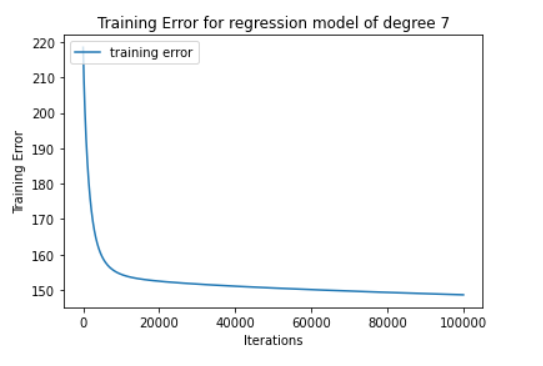 Training Error for regression model of degree 7
training error
Training Error
220
210
200
190
180
170
160
150
0 20000 40000 60000 80000 100000
Iterations